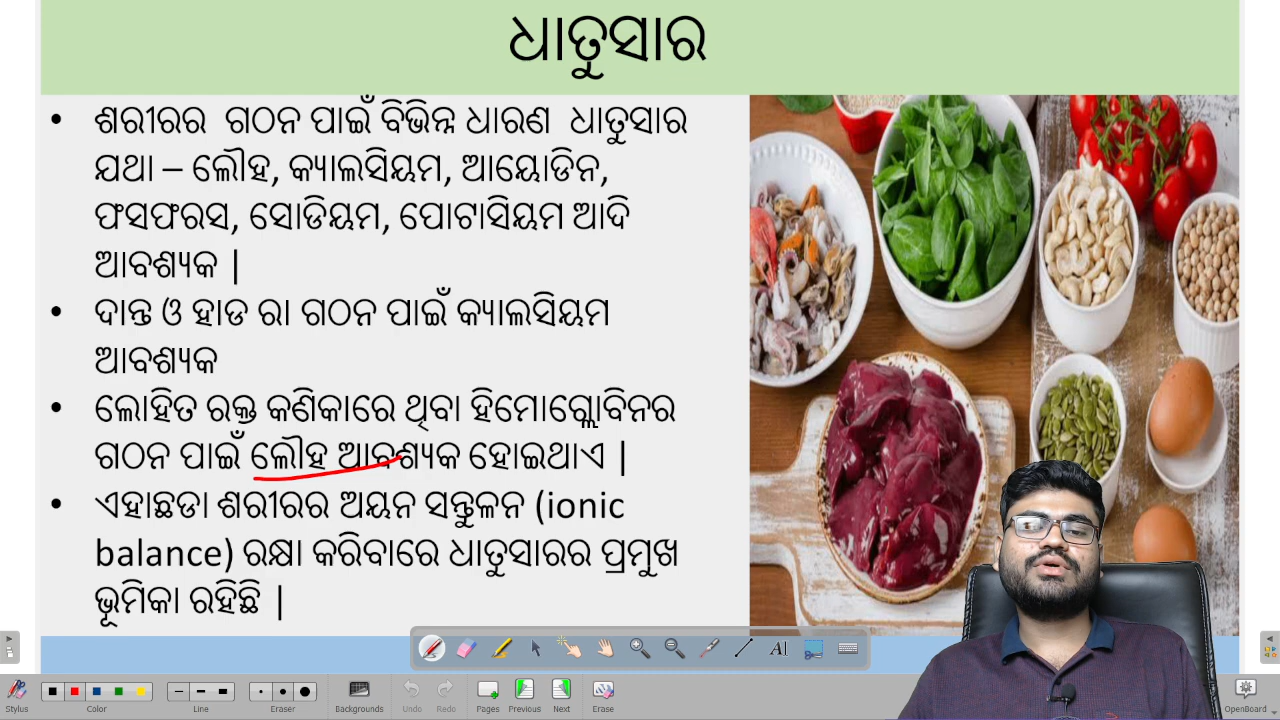 ଧାତୁସାର
• ଶରୀରର ଗଠନ ପାଇଁ ବିଭିନ୍ନ ଧାରଣ ଧାତୁସାର
ଯଥା – ଲୌହ, କ୍ୟାଲସିୟମ, ଆୟୋଡିନ,
ଫସଫରସ, ସୋଡିୟମ, ପୋଟାସିୟମ ଆଦି
ଆବଶ୍ୟକ |
• ଦାନ୍ତ ଓ ହାଡ ରା ଗଠନ ପାଇଁ କ୍ୟାଲସିୟମ
ଆବଶ୍ୟକ
• ଲୋହିତ ରକ୍ତ କଣିକାରେ ଥିବା ହିମୋଗ୍ଲୋବିନର
ଗଠନ ପାଇଁ ଲୌହ ଆବଶ୍ୟକ ହୋଇଥାଏ |
• ଏହାଛଡା ଶରୀରର ଅୟନ ସନ୍ତୁଳନ (ionic
balance) ରକ୍ଷା କରିବାରେ ଧାତୁସାରର ପ୍ରମୁଖ
ଭୂମିକା ରହିଛି |
Stylus
Color
Line
Eraser
Backgrounds
Undo
Redo
Pages
Previous
Next
Erase
OpenBoard